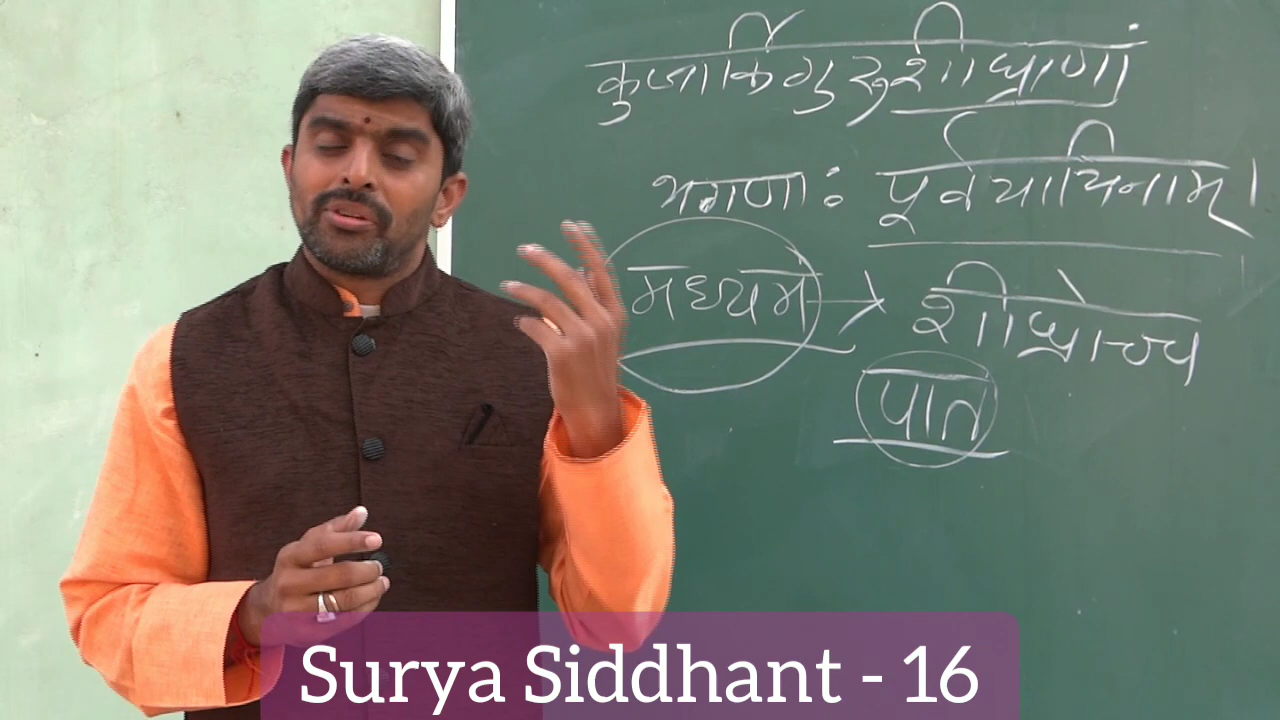 कुजार्किगुरुशीघ्राणां
भगणाः पूर्वयायिनाम्।
मध्यम → शीघ्रोच्च
पात
Surya Siddhant - 16